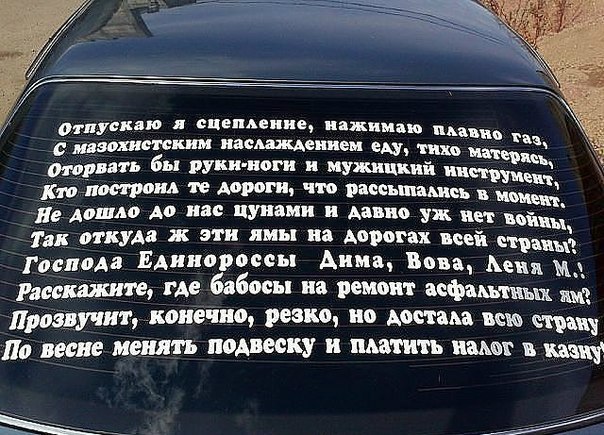 Отпускаю я сцепление, нажимаю плавно газ,
С мазохистским наслаждением еду, тихо матерясь,
Оторвать бы руки-ноги и мужицкий инструмент,
Кто построил те дороги, что рассыпались в момент.
Не дошло до нас цунами и давно уж нет войны,
Так откуда ж эти ямы на дорогах всей страны?
Господа Единороссы Дима, Вова, Леня М.!
Расскажите, где бабосы на ремонт асфальтных ям?
Прозвучит, конечно, резко, но достала всю страну
По весне менять подвеску и платить налог в казну!